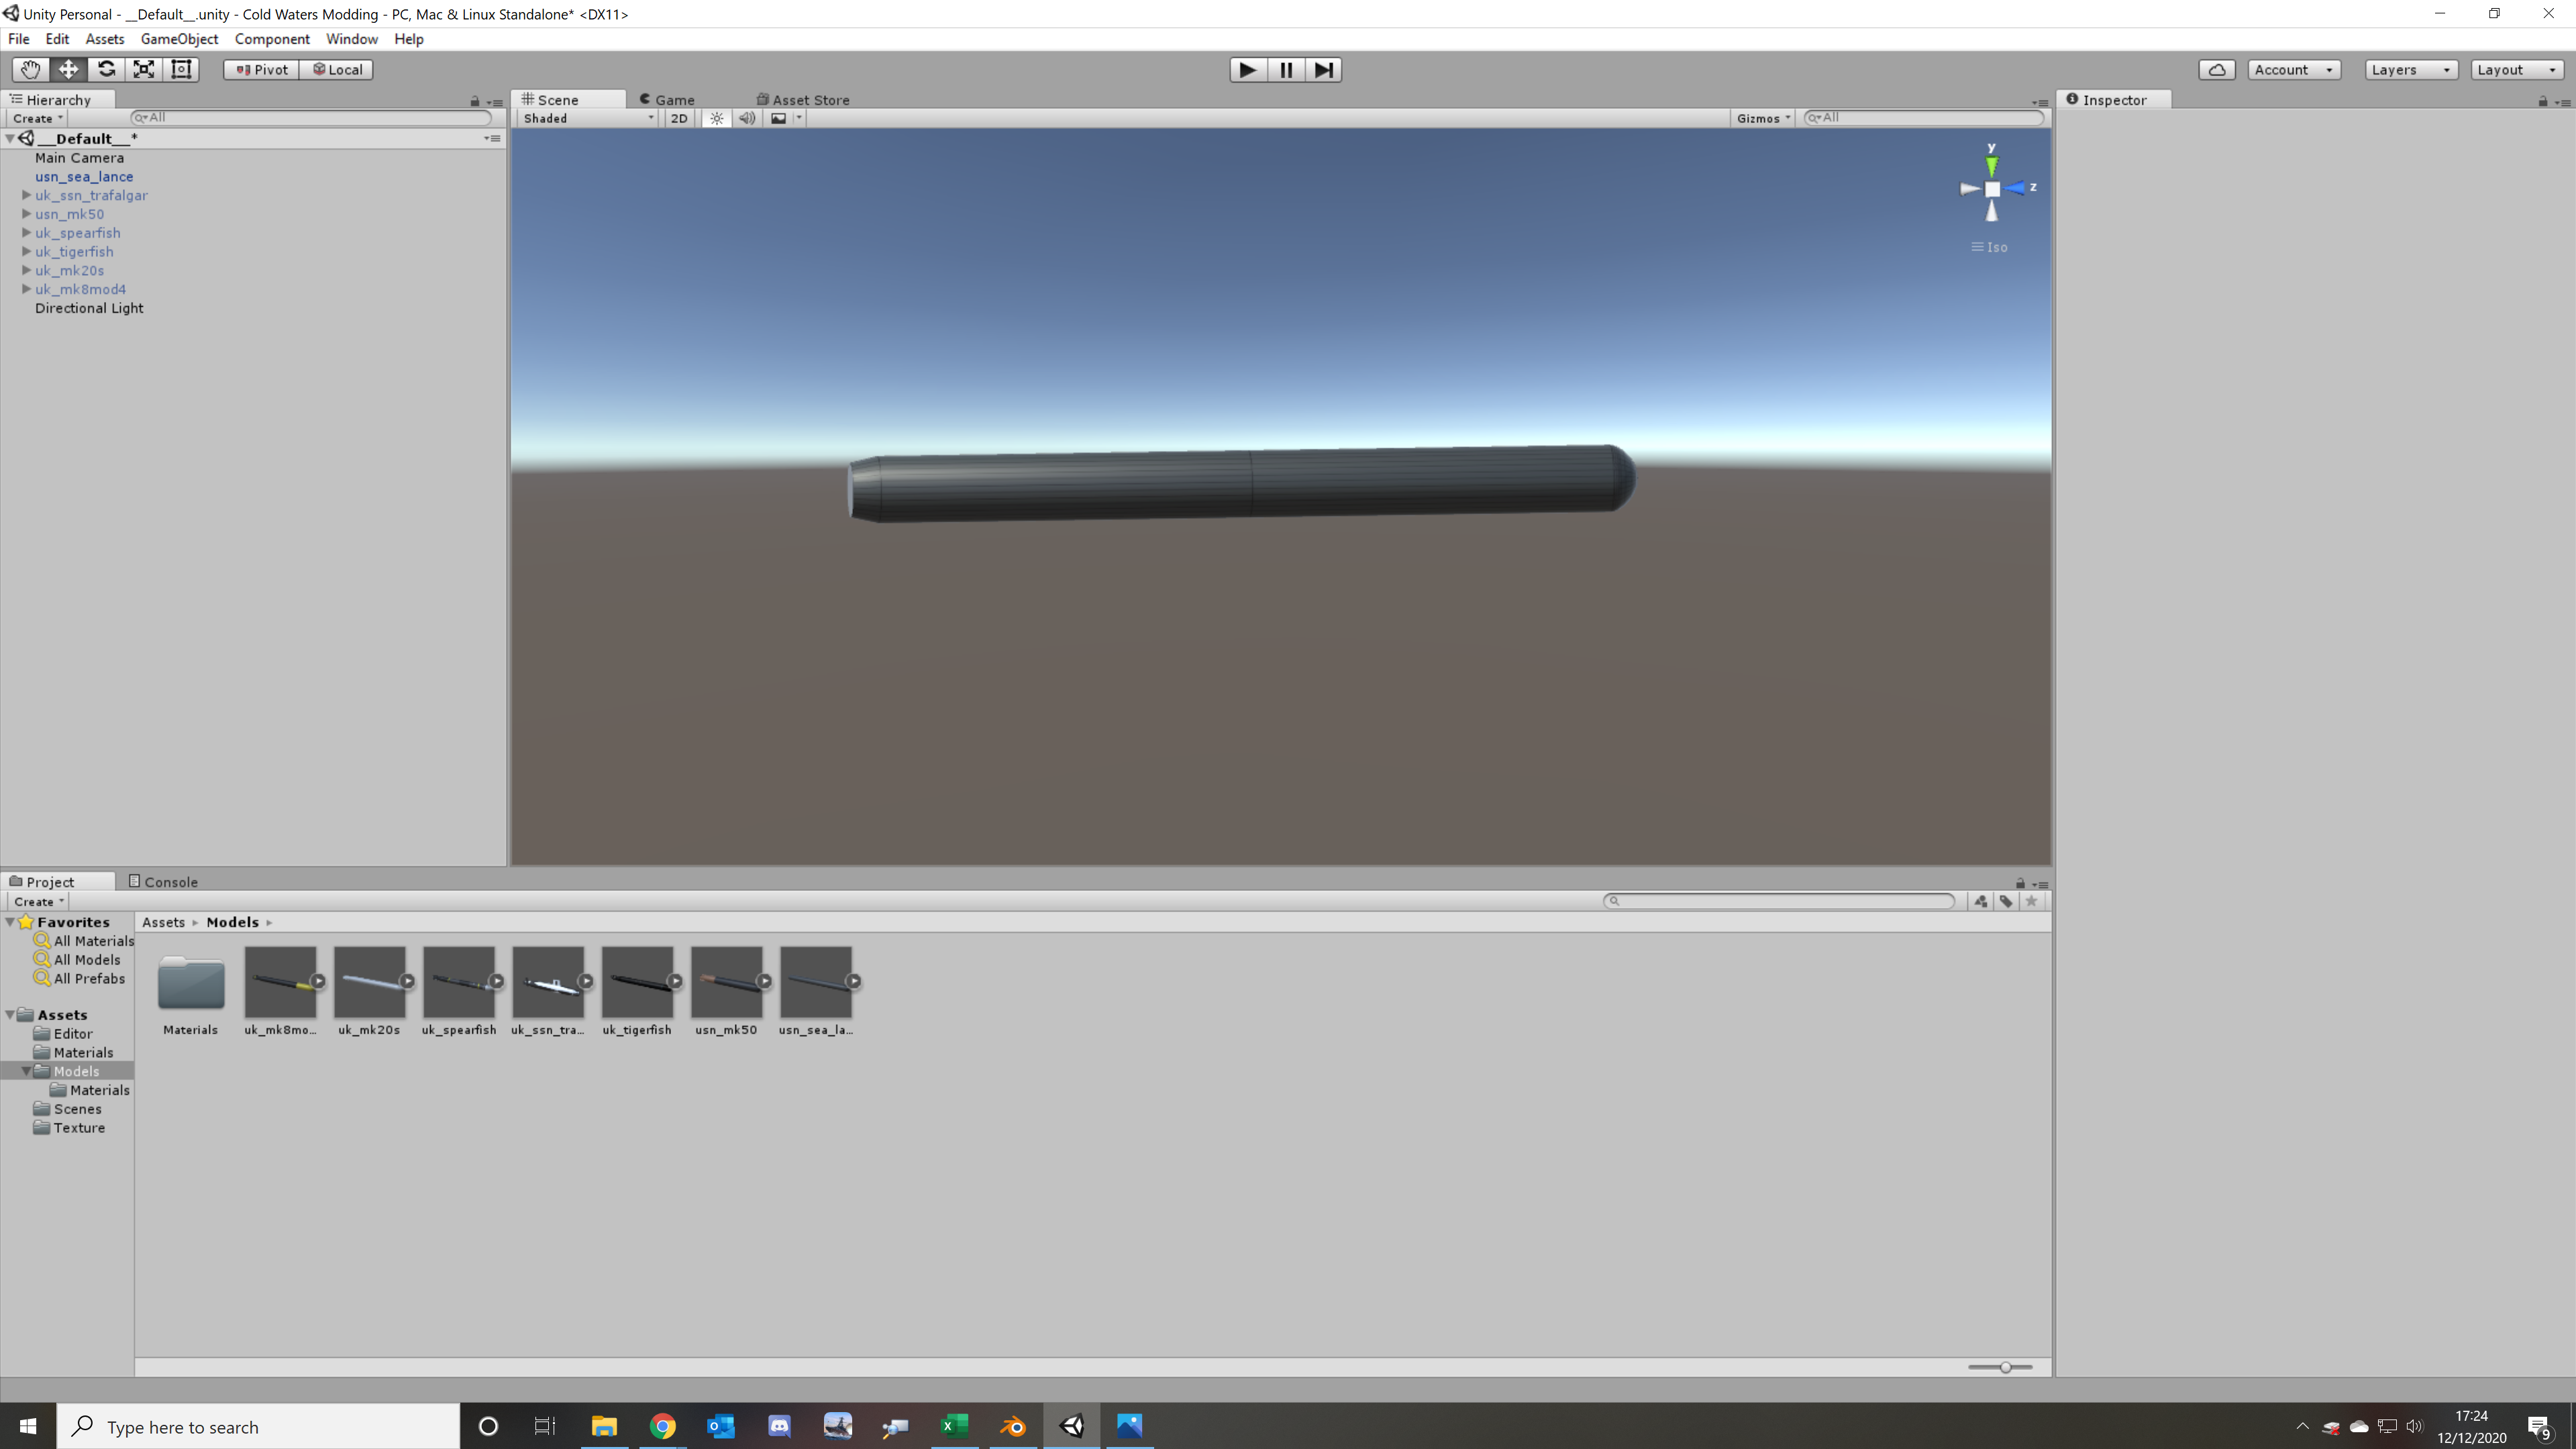 Unity Personal - __Default__.unity - Cold Waters Modding - PC, Mac & Linux Standalone* <DX11>
File Edit Assets GameObject Component Window Help
Pivot Local Account Layers Layout
Hierarchy
Create All
__Default__*
Main Camera
usn_sea_lance
uk_ssn_trafalgar
usn_mk50
uk_spearfish
uk_tigerfish
uk_mk20s
uk_mk8mod4
Directional Light
Scene Game Asset Store
Shaded 2D Gizmos All
y
z
Iso
Inspector
Project Console
Create
Favorites
All Materials
All Models
All Prefabs
Assets
Editor
Materials
Models
Materials
Scenes
Texture
Assets Models
Materials uk_mk8mo... uk_mk20s uk_spearfish uk_ssn_tra... uk_tigerfish usn_mk50 usn_sea_la...
Type here to search
17:24
12/12/2020
9